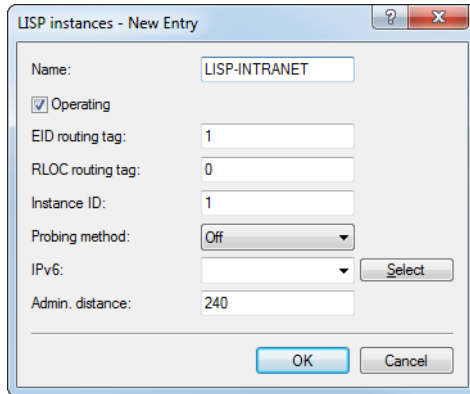 LISP instances - New Entry
?
Name: LISP-INTRANET
Operating
EID routing tag: 1
RLOC routing tag: 0
Instance ID: 1
Probing method: Off
IPv6: Select
Admin. distance: 240
OK Cancel